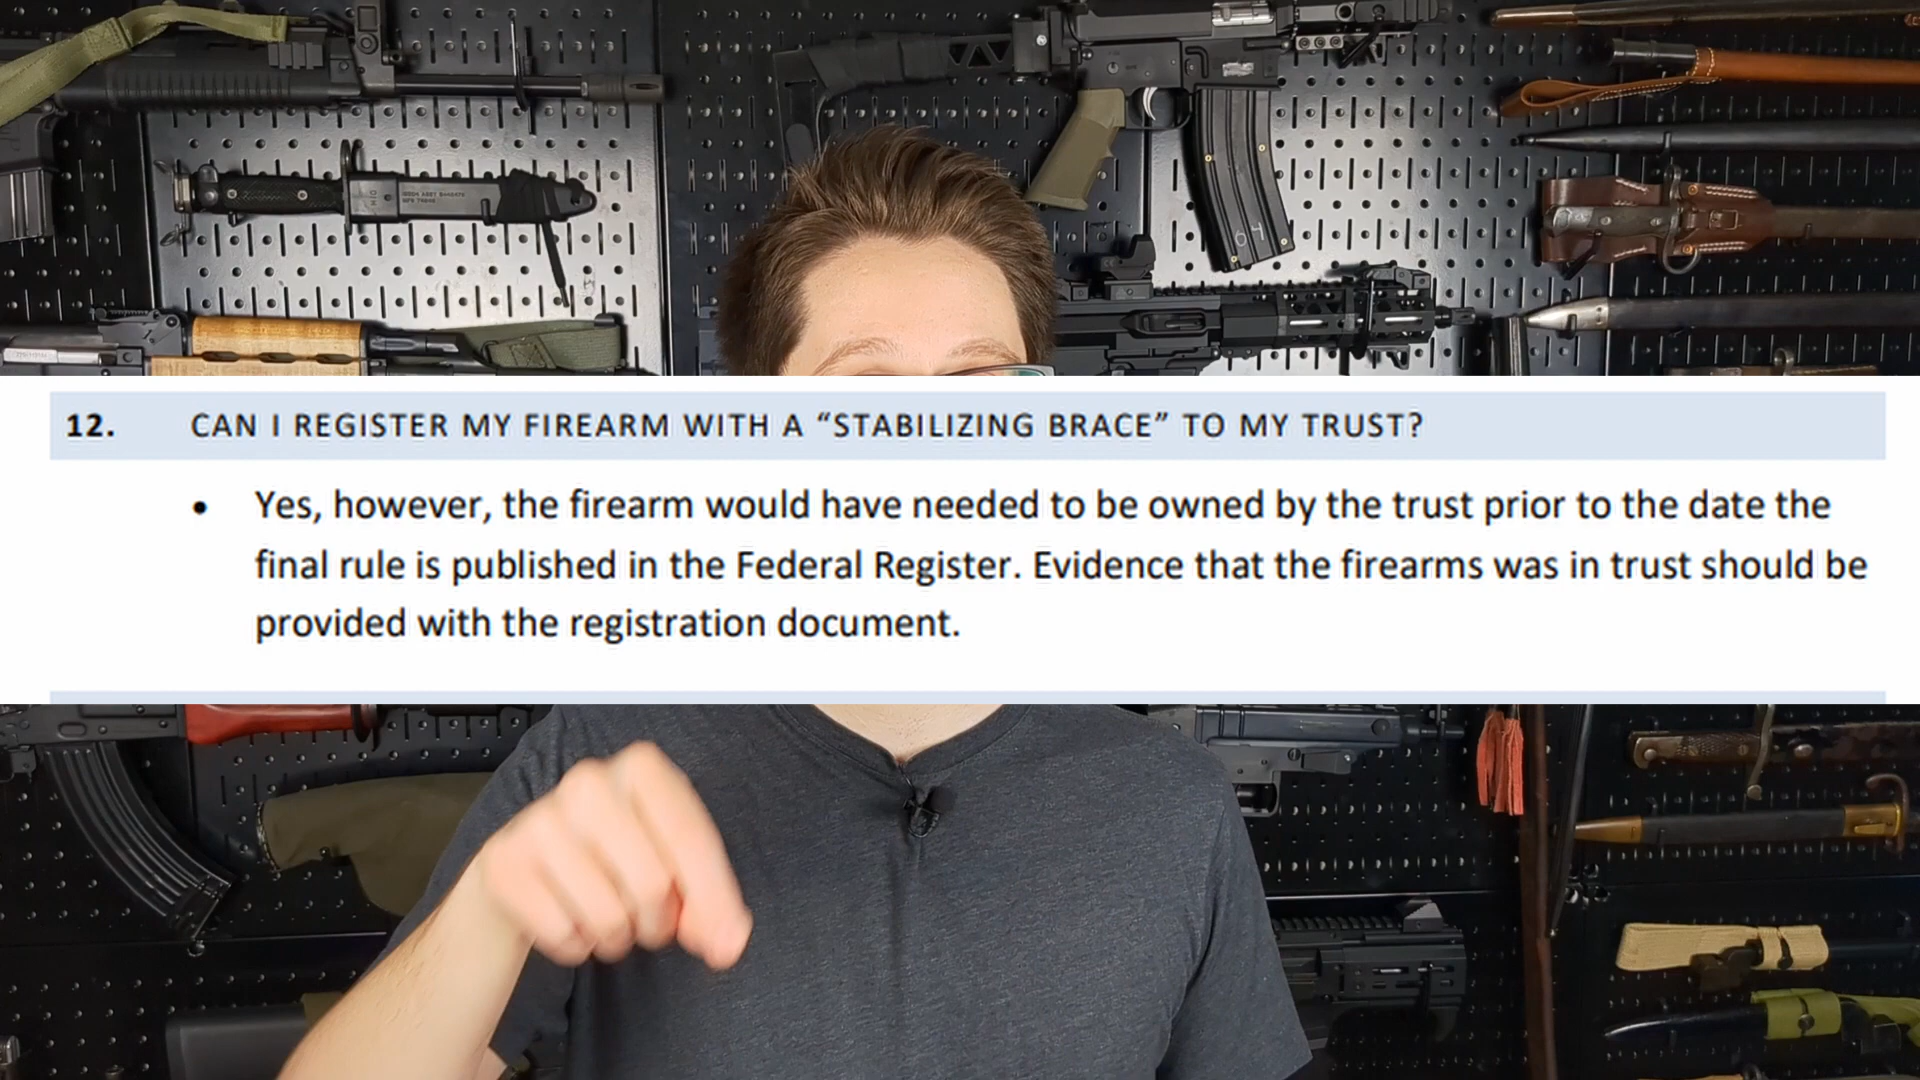 64
12. CAN I REGISTER MY FIREARM WITH A “STABILIZING BRACE” TO MY TRUST?
• Yes, however, the firearm would have needed to be owned by the trust prior to the date the
final rule is published in the Federal Register. Evidence that the firearms was in trust should be
provided with the registration document.